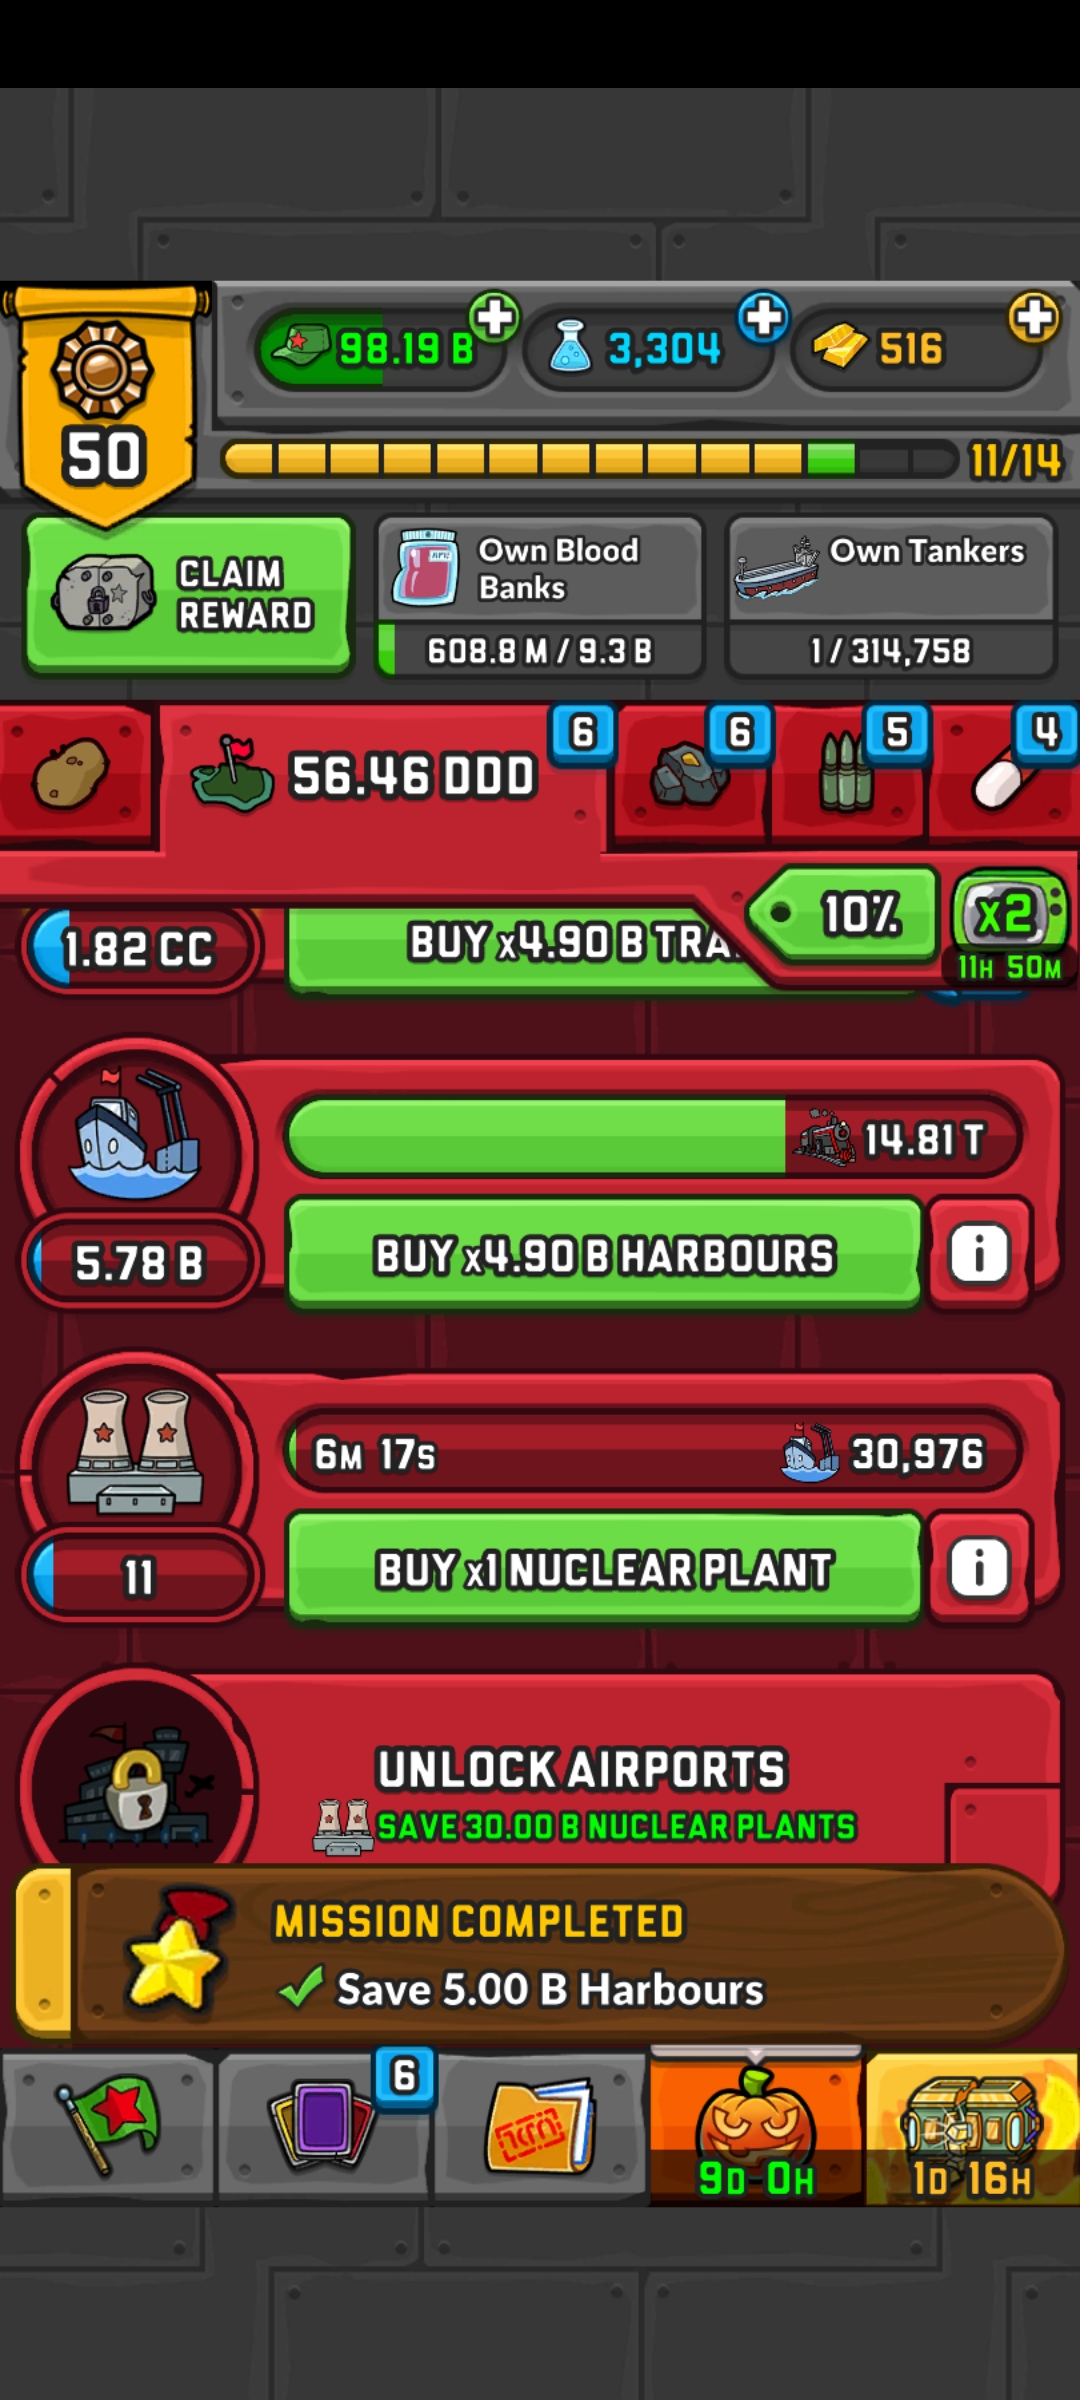 98.19 B
3,304
516
50
11/14
CLAIM
REWARD
Own Blood
Banks
608.8 M / 9.3 B
Own Tankers
1 / 314,758
56.46 DDD
6
6
5
4
10%
x2
11H 50M
1.82 CC
BUY x4.90 B TRA
14.81 T
5.78 B
BUY x4.90 B HARBOURS
i
6M 17S
30,976
11
BUY x1 NUCLEAR PLANT
i
UNLOCK AIRPORTS
SAVE 30.00 B NUCLEAR PLANTS
MISSION COMPLETED
Save 5.00 B Harbours
6
9D 0H
1D 16H